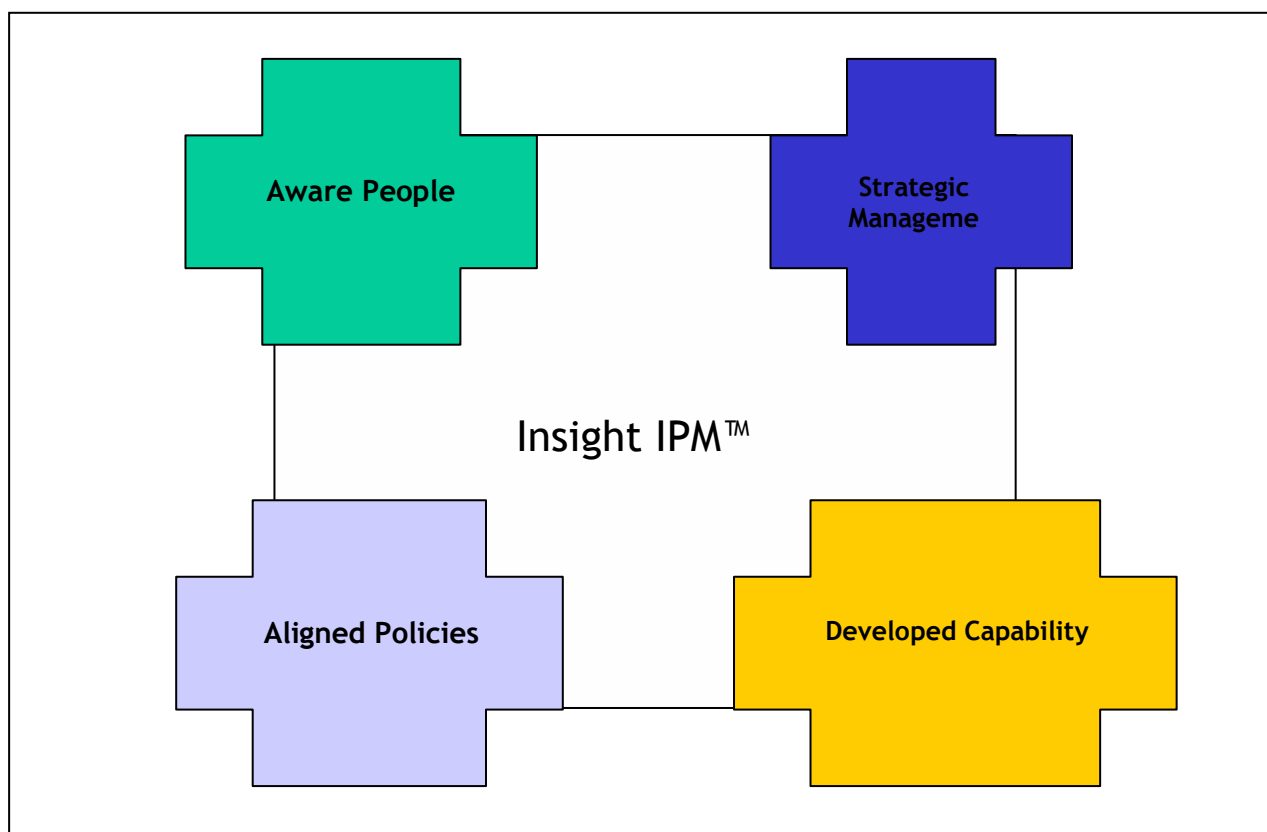 Aware People
Strategic
Manageme
Insight IPM™
Aligned Policies
Developed Capability